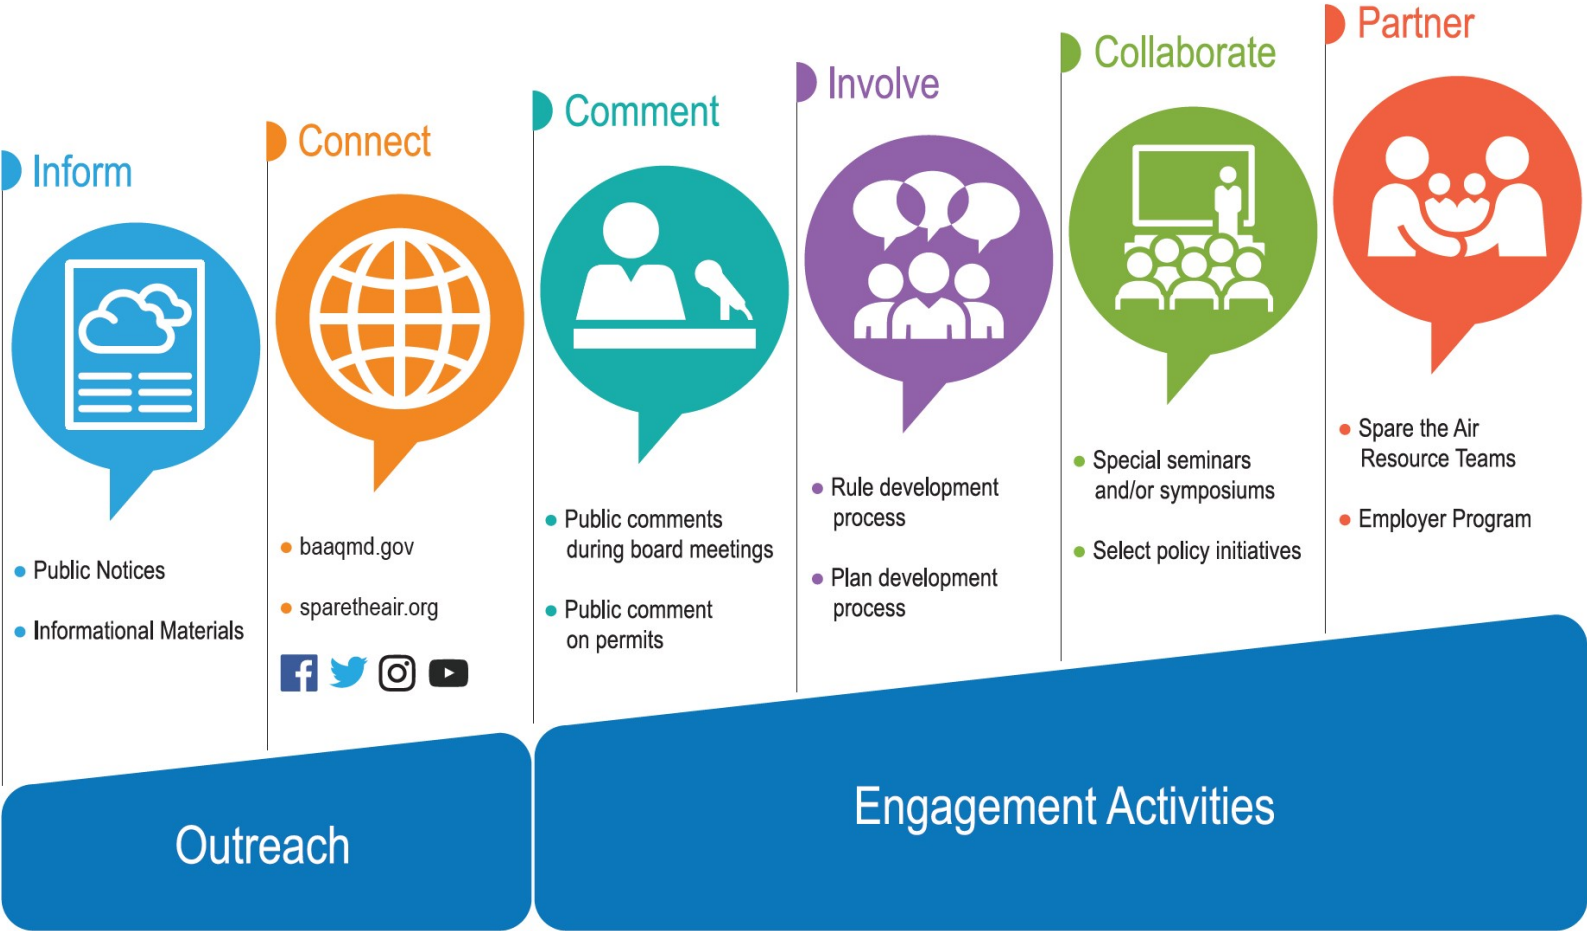 Inform
Public Notices
Informational Materials
Connect
baaqmd.gov
sparetheair.org
Comment
Public comments
during board meetings
Public comment
on permits
Involve
Rule development
process
Plan development
process
Collaborate
Special seminars
and/or symposiums
Select policy initiatives
Partner
Spare the Air
Resource Teams
Employer Program
Outreach
Engagement Activities